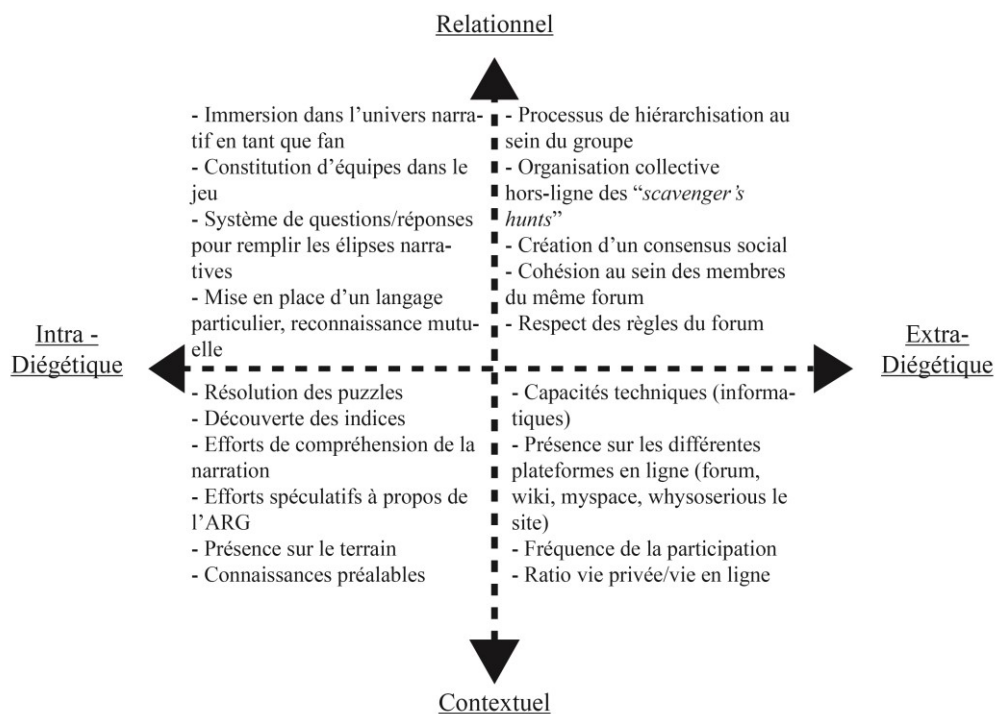 Relationnel
- Immersion dans l'univers narra-
tif en tant que fan
- Constitution d'équipes dans le
jeu
- Système de questions/réponses
pour remplir les élipses narra-
tives
- Mise en place d'un langage
particulier, reconnaissance mutu-
elle
- Processus de hiérarchisation au
sein du groupe
- Organisation collective
hors-ligne des “scavenger's
hunts”
- Création d'un consensus social
- Cohésion au sein des membres
du même forum
- Respect des règles du forum
Intra -
Diégétique
Extra-
Diégétique
- Résolution des puzzles
- Découverte des indices
- Efforts de compréhension de la
narration
- Efforts spéculatifs à propos de
l'ARG
- Présence sur le terrain
- Connaissances préalables
- Capacités techniques (informa-
tiques)
- Présence sur les différentes
plateformes en ligne (forum,
wiki, myspace, whysoserious le
site)
- Fréquence de la participation
- Ratio vie privée/vie en ligne
Contextuel